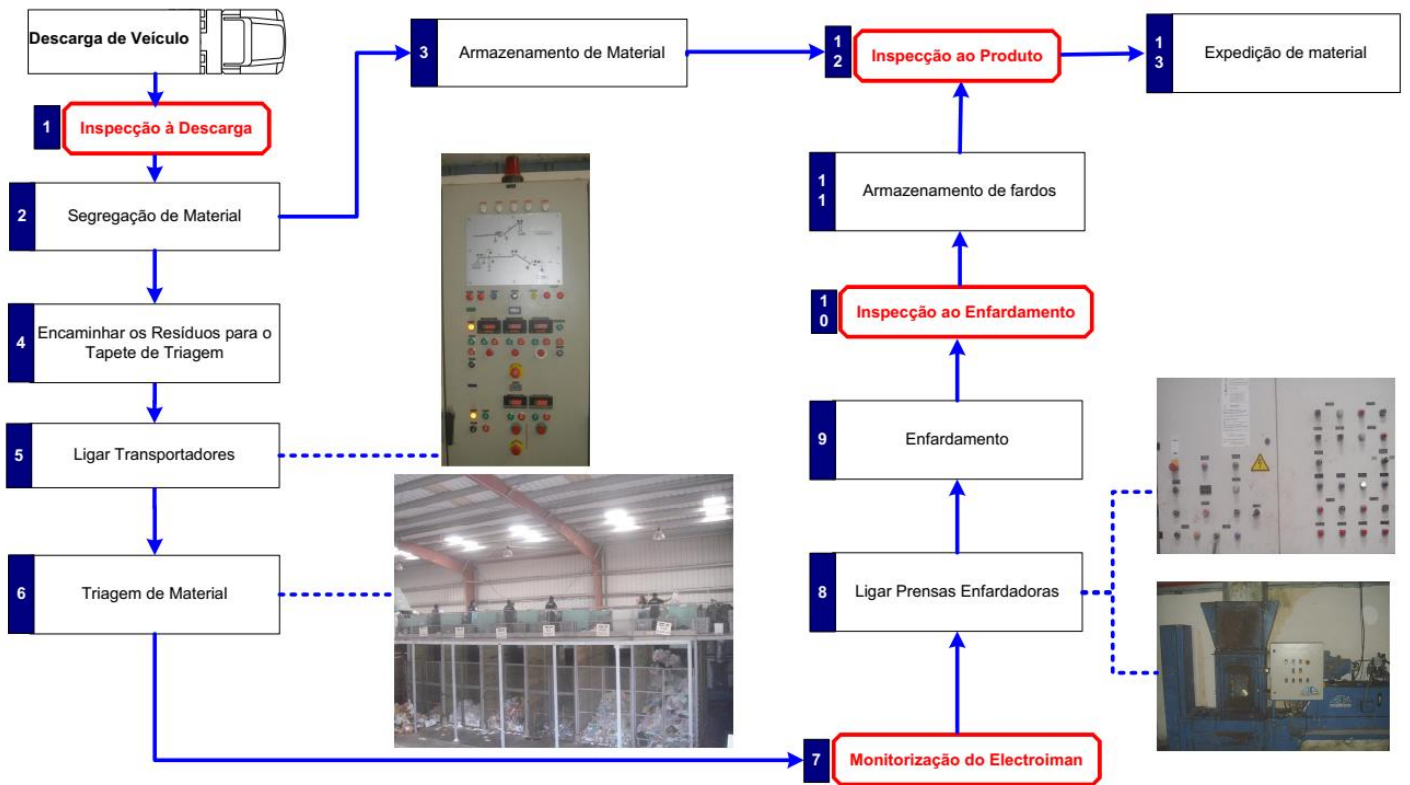 Descarga de Veículo
1
Inspecção à Descarga
2
Segregação de Material
3
Armazenamento de Material
4
Encaminhar os Resíduos para o
Tapete de Triagem
5
Ligar Transportadores
6
Triagem de Material
7
Monitorização do Electroiman
8
Ligar Prensas Enfardadoras
9
Enfardamento
1
0
Inspecção ao Enfardamento
1
1
Armazenamento de fardos
1
2
Inspecção ao Produto
1
3
Expedição de material